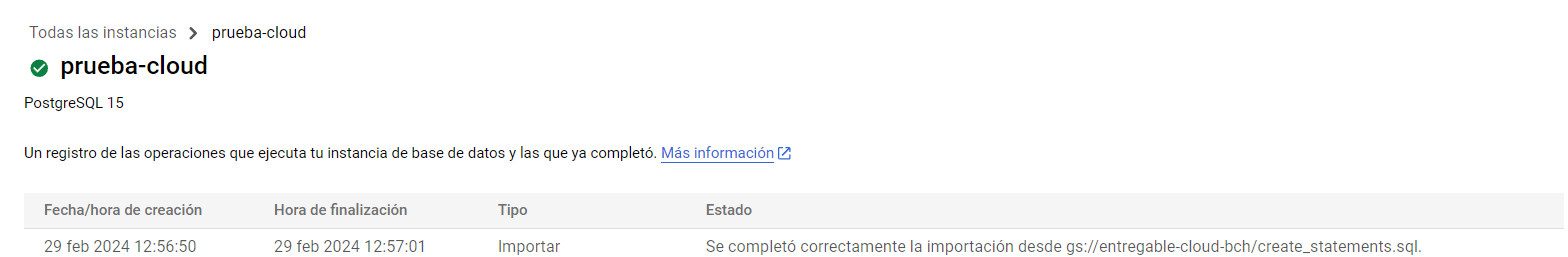 Todas las instancias > prueba-cloud
prueba-cloud
PostgreSQL 15
Un registro de las operaciones que ejecuta tu instancia de base de datos y las que ya completó. Más información
Fecha/hora de creación Hora de finalización Tipo Estado
29 feb 2024 12:56:50 29 feb 2024 12:57:01 Importar Se completó correctamente la importación desde gs://entregable-cloud-bch/create_statements.sql.